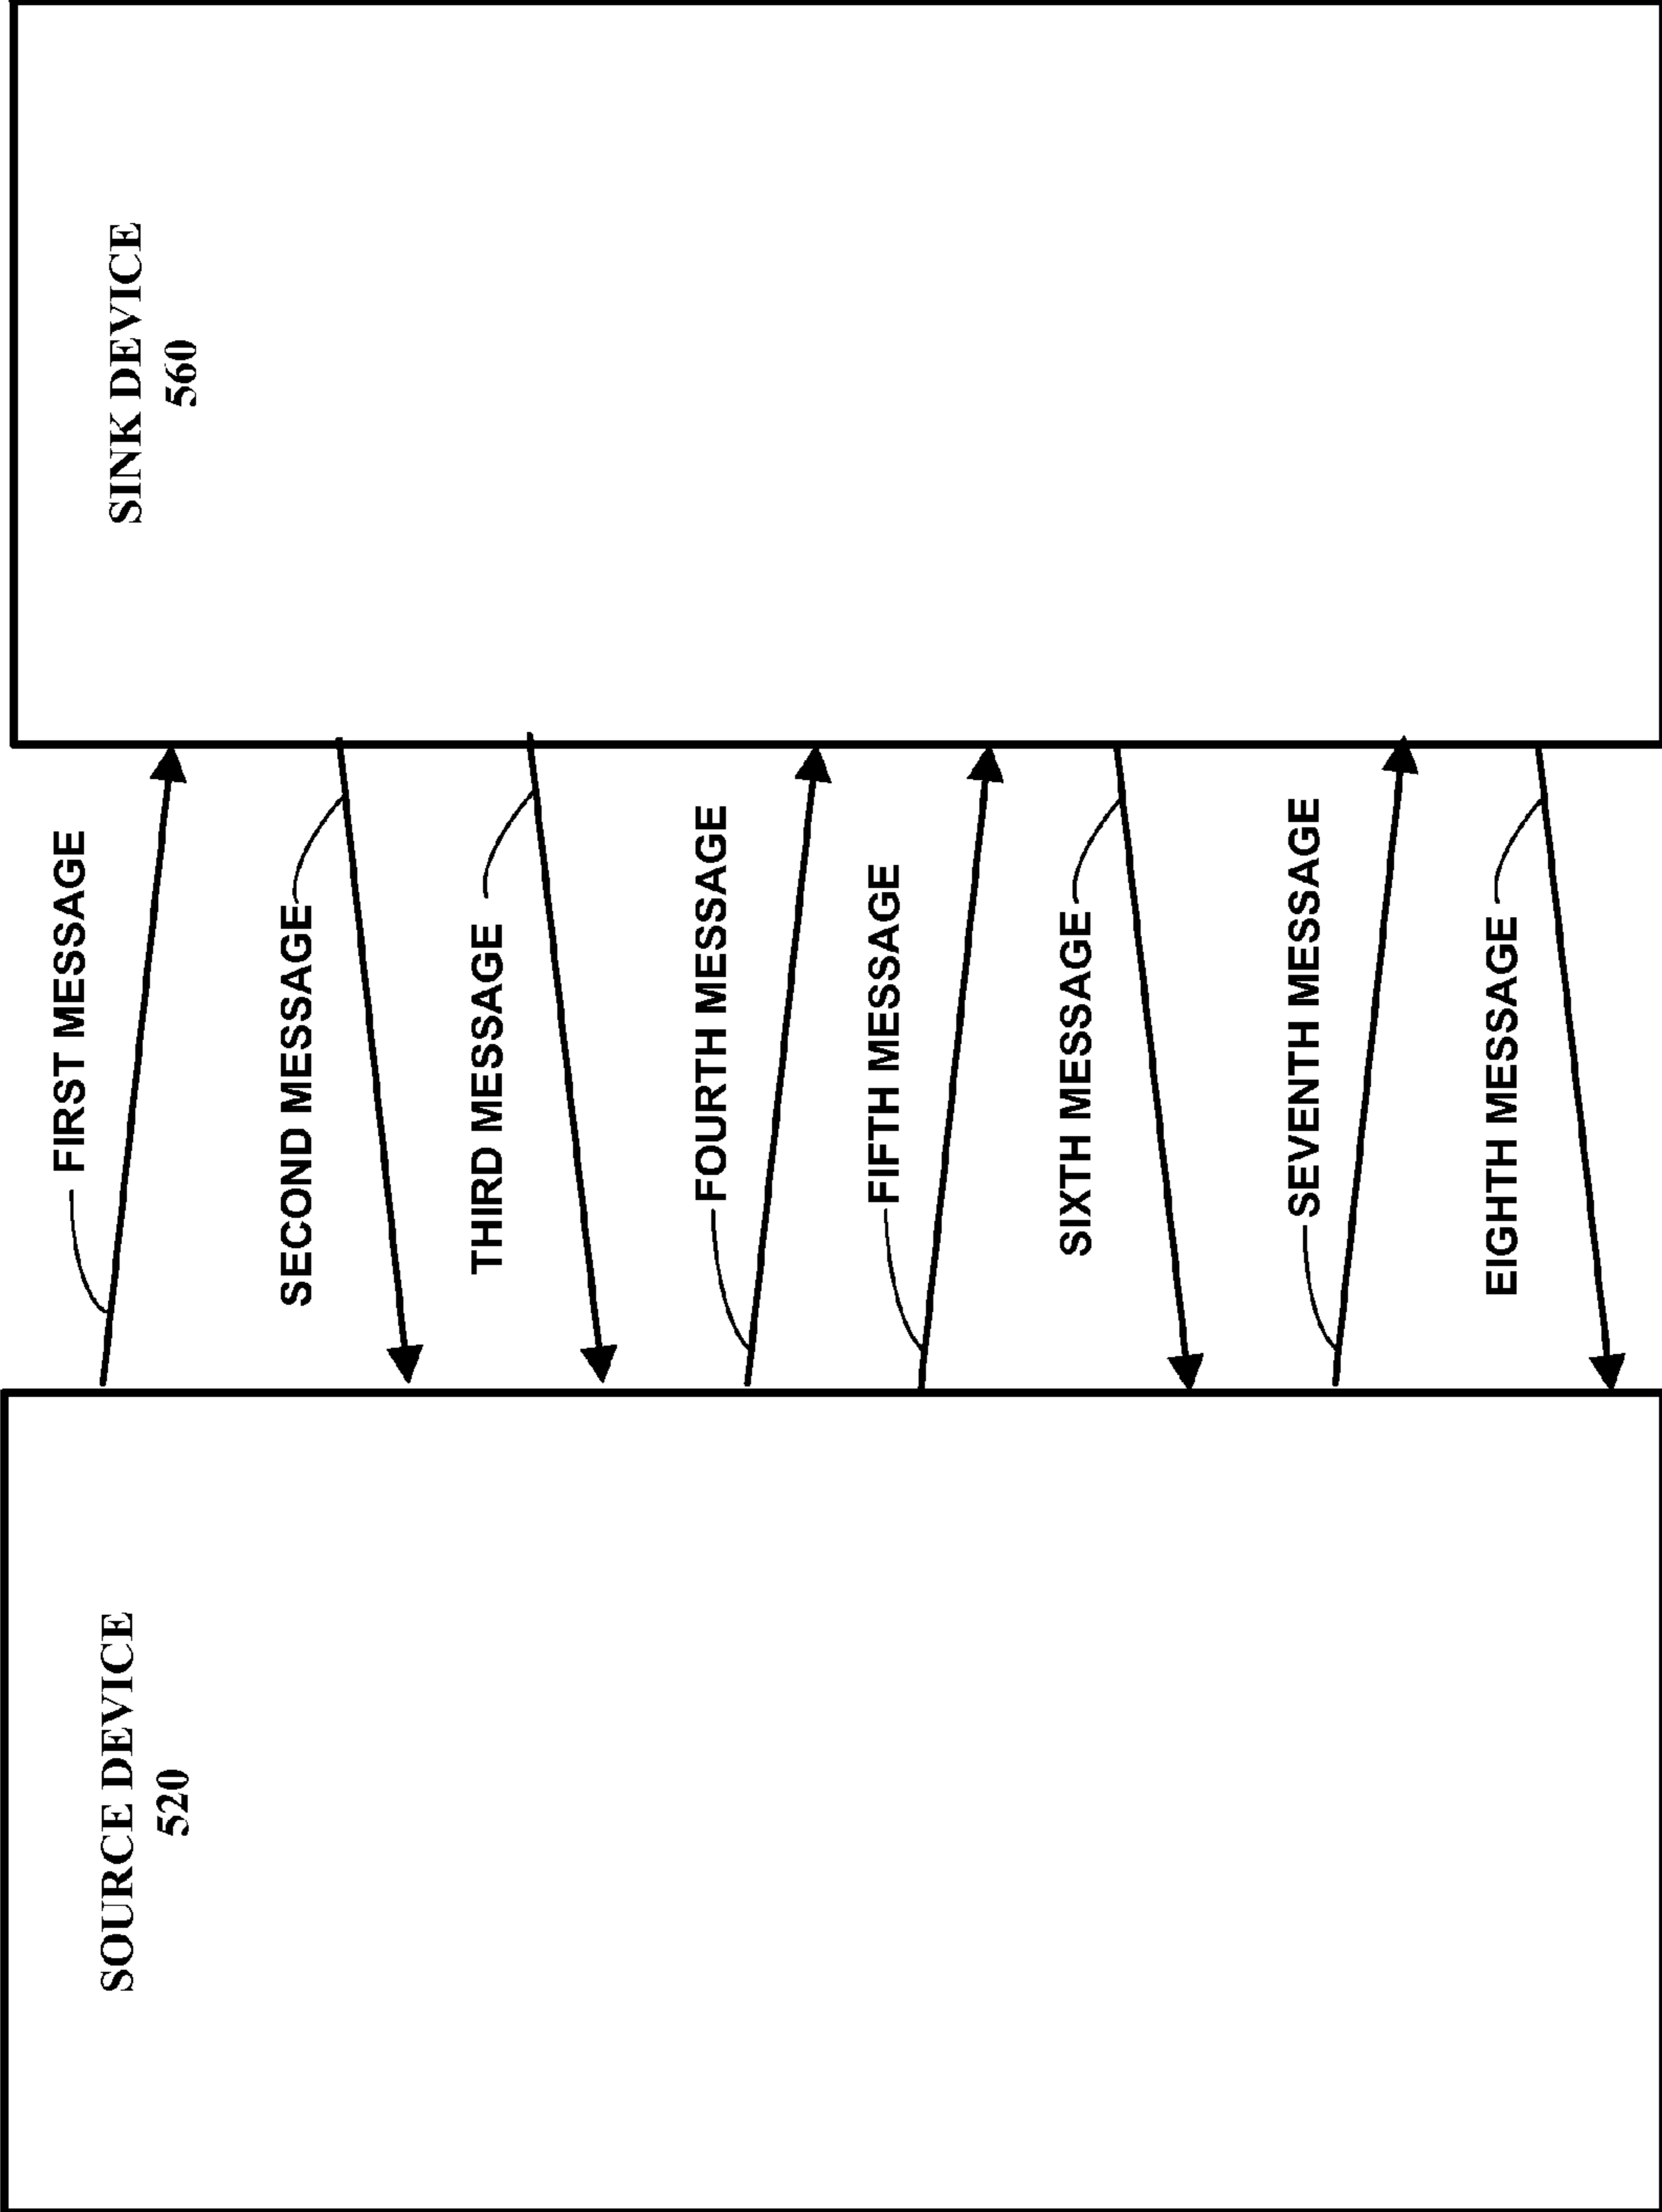 SOURCE DEVICE
520
SINK DEVICE
560
FIRST MESSAGE
SECOND MESSAGE
THIRD MESSAGE
FOURTH MESSAGE
FIFTH MESSAGE
SIXTH MESSAGE
SEVENTH MESSAGE
EIGHTH MESSAGE